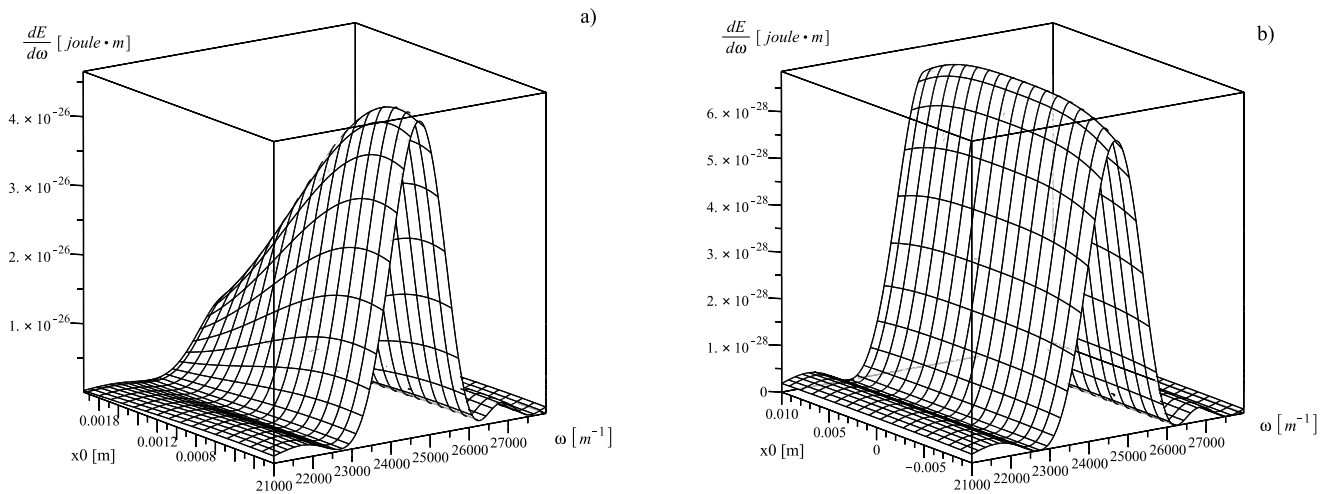 a)
dE/dω [ joule • m]
4. × 10⁻²⁶
3. × 10⁻²⁶
2. × 10⁻²⁶
1. × 10⁻²⁶
0.0018
0.0012
0.0008
x0 [m]
21000 22000 23000 24000 25000 26000 27000
ω [ m⁻¹]
b)
dE/dω [ joule • m]
6. × 10⁻²⁸
5. × 10⁻²⁸
4. × 10⁻²⁸
3. × 10⁻²⁸
2. × 10⁻²⁸
1. × 10⁻²⁸
0
0.010
0.005
0
−0.005
x0 [m]
21000 22000 23000 24000 25000 26000 27000
ω [ m⁻¹]